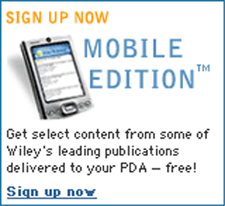 SIGN UP NOW
MOBILE
EDITION™
Get select content from some of
Wiley's leading publications
delivered to your PDA — free!
Sign up now